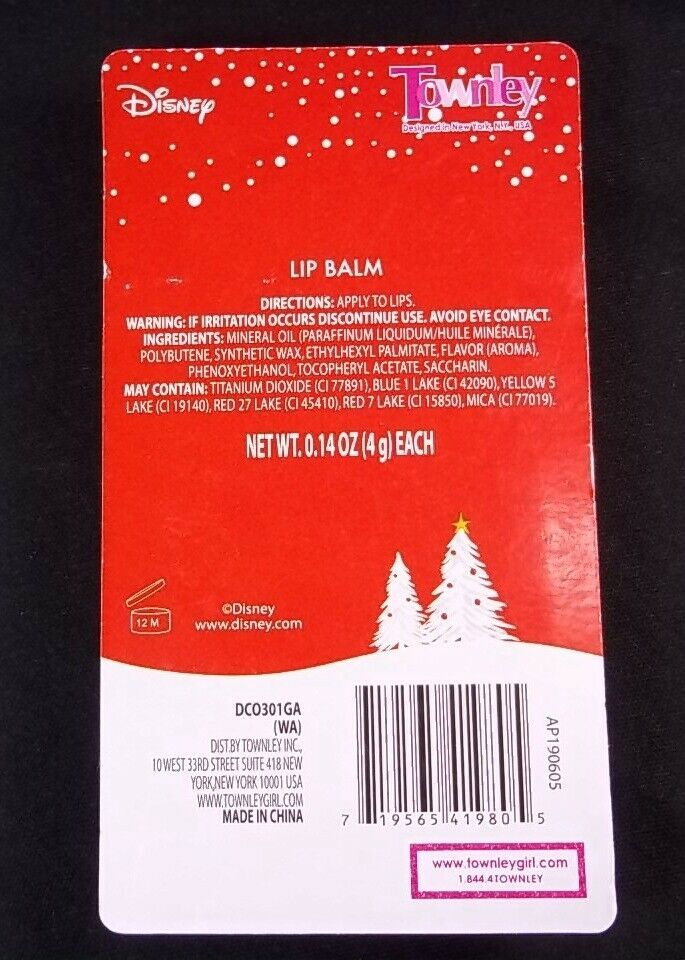 Disney
Townley
Designed in New York, N.Y., USA
LIP BALM
DIRECTIONS: APPLY TO LIPS.
WARNING: IF IRRITATION OCCURS DISCONTINUE USE. AVOID EYE CONTACT.
INGREDIENTS: MINERAL OIL (PARAFFINUM LIQUIDUM/HUILE MINÉRALE),
POLYBUTENE, SYNTHETIC WAX, ETHYLHEXYL PALMITATE, FLAVOR (AROMA),
PHENOXYETHANOL, TOCOPHERYL ACETATE, SACCHARIN.
MAY CONTAIN: TITANIUM DIOXIDE (CI 77891), BLUE 1 LAKE (CI 42090), YELLOW 5
LAKE (CI 19140), RED 27 LAKE (CI 45410), RED 7 LAKE (CI 15850), MICA (CI 77019).
NET WT. 0.14 OZ (4 g) EACH
12 M
©Disney
www.disney.com
DCO301GA
(WA)
DIST.BY TOWNLEY INC.,
10 WEST 33RD STREET SUITE 418 NEW
YORK,NEW YORK 10001 USA
WWW.TOWNLEYGIRL.COM
MADE IN CHINA
7 19565 41980 5
AP190605
www.townleygirl.com
1.844.4TOWNLEY